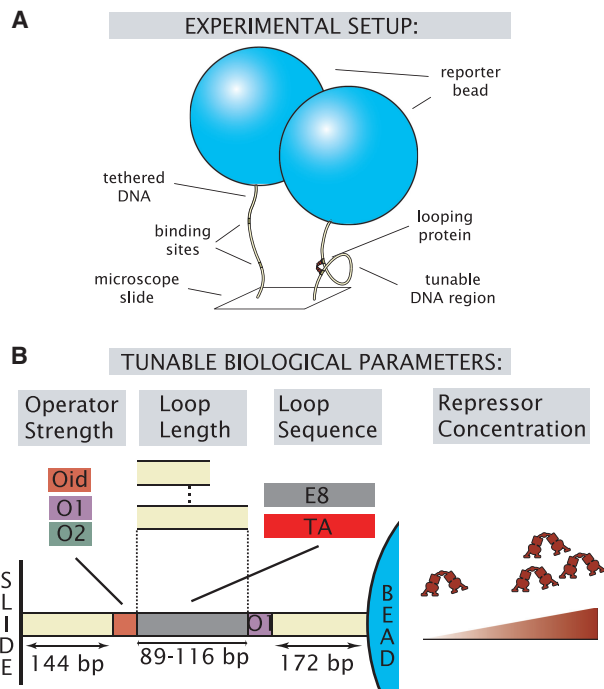 A
EXPERIMENTAL SETUP:
reporter
bead
tethered
DNA
binding
sites
microscope
slide
looping
protein
tunable
DNA region
B
TUNABLE BIOLOGICAL PARAMETERS:
Operator
Strength
Loop
Length
Loop
Sequence
Repressor
Concentration
Oid
O1
O2
E8
TA
SLIDE
O1
BEAD
144 bp
89-116 bp
172 bp